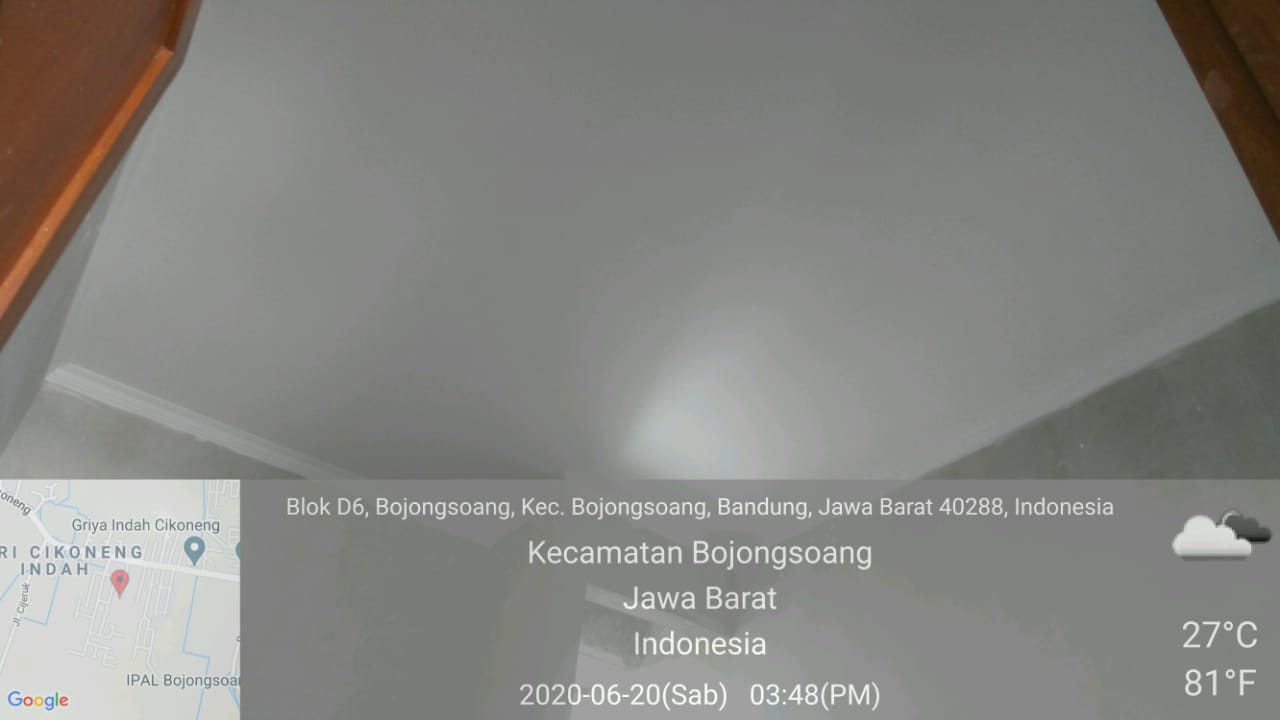 Blok D6, Bojongsoang, Kec. Bojongsoang, Bandung, Jawa Barat 40288, Indonesia
Kecamatan Bojongsoang
Jawa Barat
Indonesia
2020-06-20(Sab) 03:48(PM)
27°C
81°F
Griya Indah Cikoneng
RI CIKONENG
INDAH
Jl. Cijeruk
IPAL Bojongsoa
Google